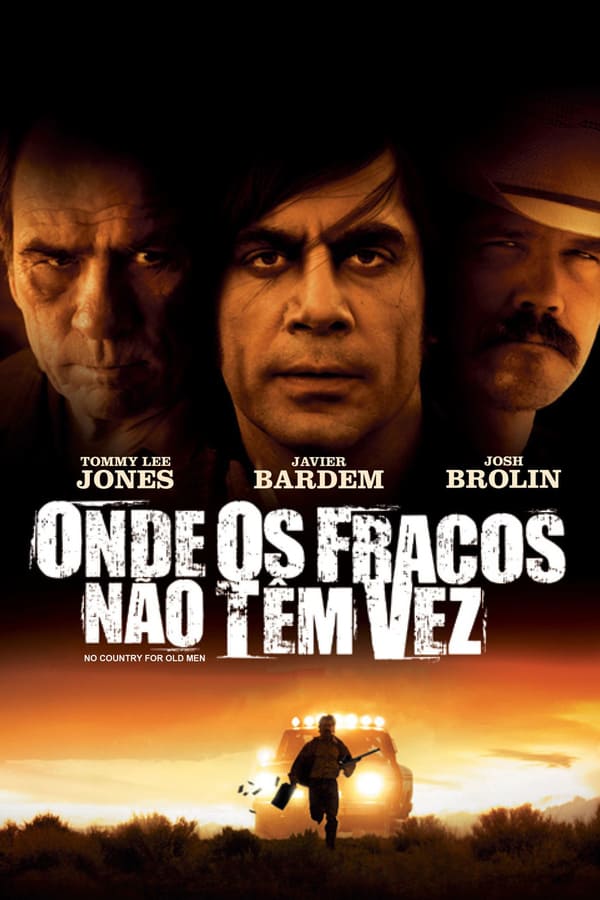 TOMMY LEE JONES
JAVIER BARDEM
JOSH BROLIN
ONDE OS FRACOS
NÃO TÊM VEZ
NO COUNTRY FOR OLD MEN